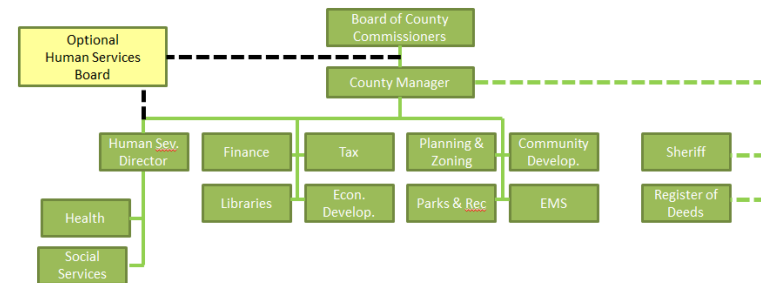 Optional
Human Services
Board
Board of County
Commissioners
County Manager
Human Sev.
Director
Finance
Tax
Planning &
Zoning
Community
Develop.
Sheriff
Libraries
Econ.
Develop.
Parks & Rec
EMS
Register of
Deeds
Health
Social
Services